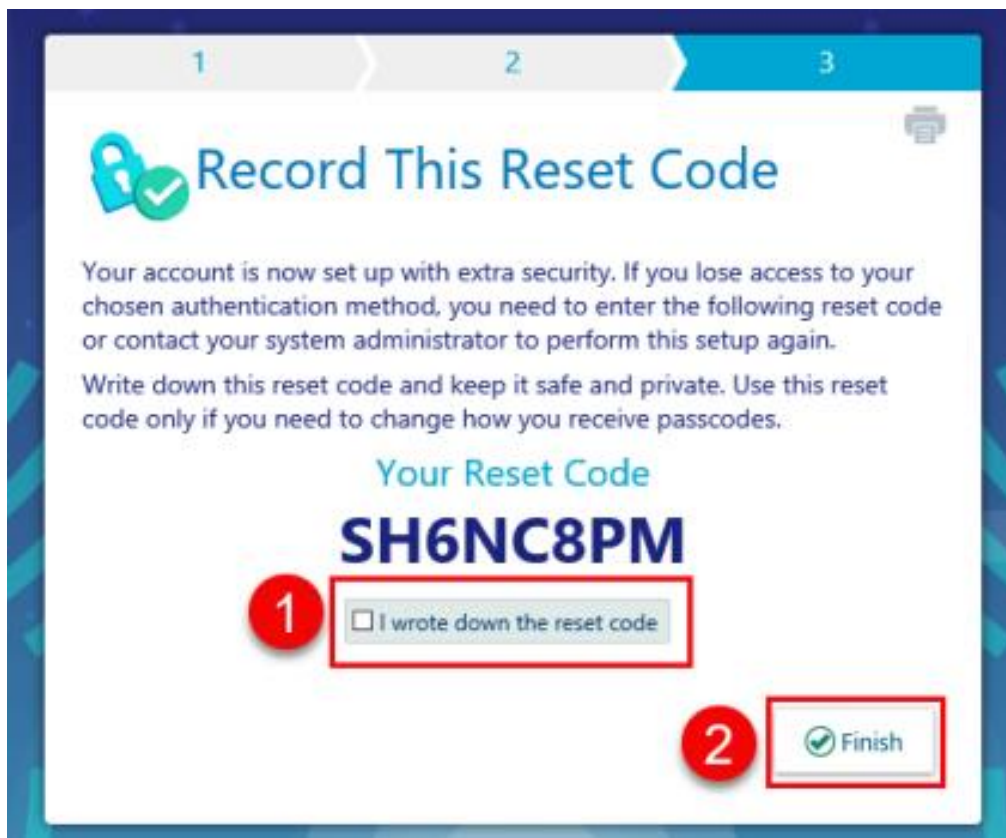 1 2 3
Record This Reset Code
Your account is now set up with extra security. If you lose access to your
chosen authentication method, you need to enter the following reset code
or contact your system administrator to perform this setup again.
Write down this reset code and keep it safe and private. Use this reset
code only if you need to change how you receive passcodes.
Your Reset Code
SH6NC8PM
1 I wrote down the reset code
2 Finish